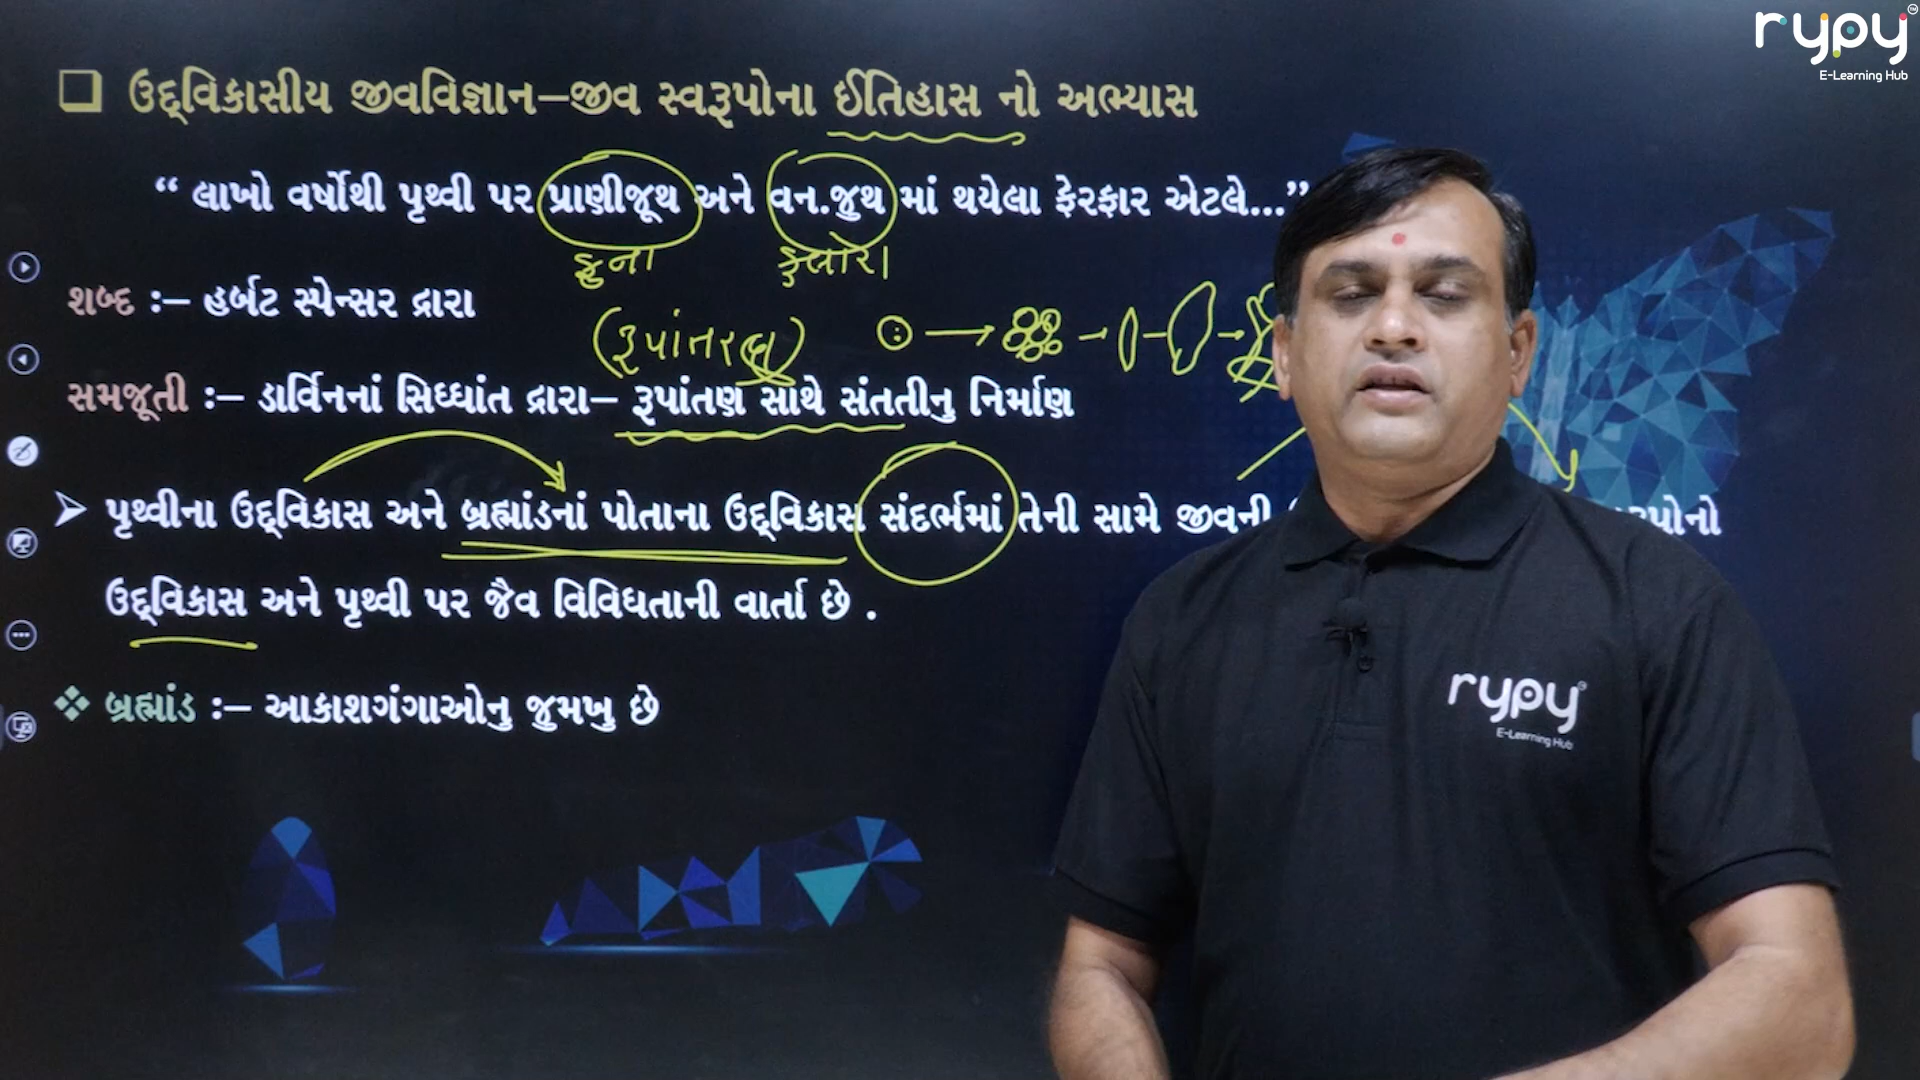 rypy
E-Learning Hub
ઉદ્દ્વિકાસીય જીવવિજ્ઞાન–જીવ સ્વરૂપોના ઈતિહાસ નો અભ્યાસ
“ લાખો વર્ષોથી પૃથ્વી પર પ્રાણીજૂથ અને વન.જુથ માં થયેલા ફેરફાર એટલે...”
ફુના ફ્લોરા
શબ્દ :– હર્બટ સ્પેન્સર દ્રારા
(રૂપાંતરણ)
સમજૂતી :– ડાર્વિનનાં સિધ્ધાંત દ્રારા– રૂપાંતણ સાથે સંતતીનુ નિર્માણ
પૃથ્વીના ઉદ્દ્વિકાસ અને બ્રહ્માંડનાં પોતાના ઉદ્દ્વિકાસ સંદર્ભમાં તેની સામે જીવની
ઉદ્દ્વિકાસ અને પૃથ્વી પર જૈવ વિવિધતાની વાર્તા છે .
બ્રહ્માંડ :– આકાશગંગાઓનુ જુમખુ છે
rypy
E-Learning Hub